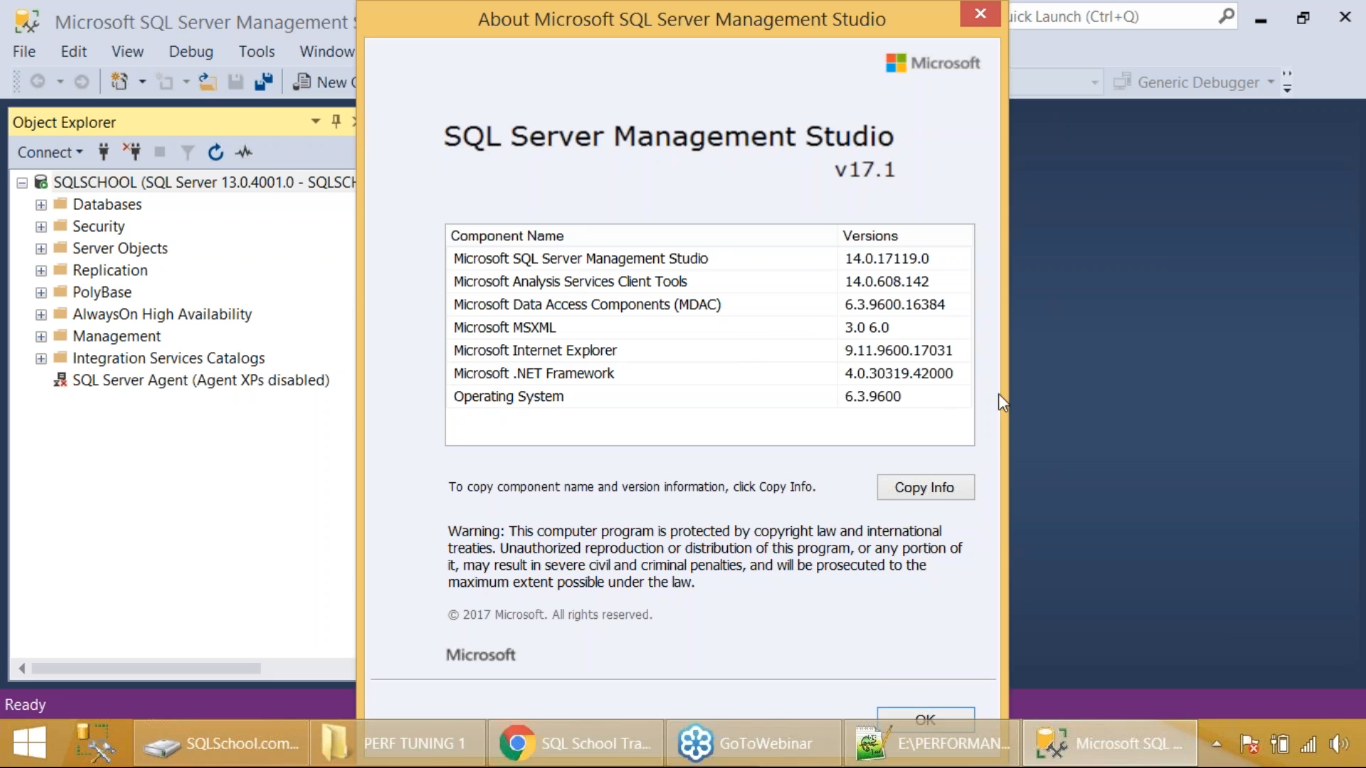 Microsoft SQL Server Management
About Microsoft SQL Server Management Studio
uick Launch (Ctrl+Q)
File Edit View Debug Tools Window
New
Generic Debugger
Microsoft
Object Explorer
Connect
SQLSCHOOL (SQL Server 13.0.4001.0 - SQLSCH
Databases
Security
Server Objects
Replication
PolyBase
AlwaysOn High Availability
Management
Integration Services Catalogs
SQL Server Agent (Agent XPs disabled)
SQL Server Management Studio
v17.1
Component Name Versions
Microsoft SQL Server Management Studio 14.0.17119.0
Microsoft Analysis Services Client Tools 14.0.608.142
Microsoft Data Access Components (MDAC) 6.3.9600.16384
Microsoft MSXML 3.0 6.0
Microsoft Internet Explorer 9.11.9600.17031
Microsoft .NET Framework 4.0.30319.42000
Operating System 6.3.9600
To copy component name and version information, click Copy Info.
Copy Info
Warning: This computer program is protected by copyright law and international
treaties. Unauthorized reproduction or distribution of this program, or any portion of
it, may result in severe civil and criminal penalties, and will be prosecuted to the
maximum extent possible under the law.
© 2017 Microsoft. All rights reserved.
Microsoft
OK
Ready
SQLSchool.com...
PERF TUNING 1
SQL School Tra...
GoToWebinar
E:\PERFORMAN...
Microsoft SQL ...